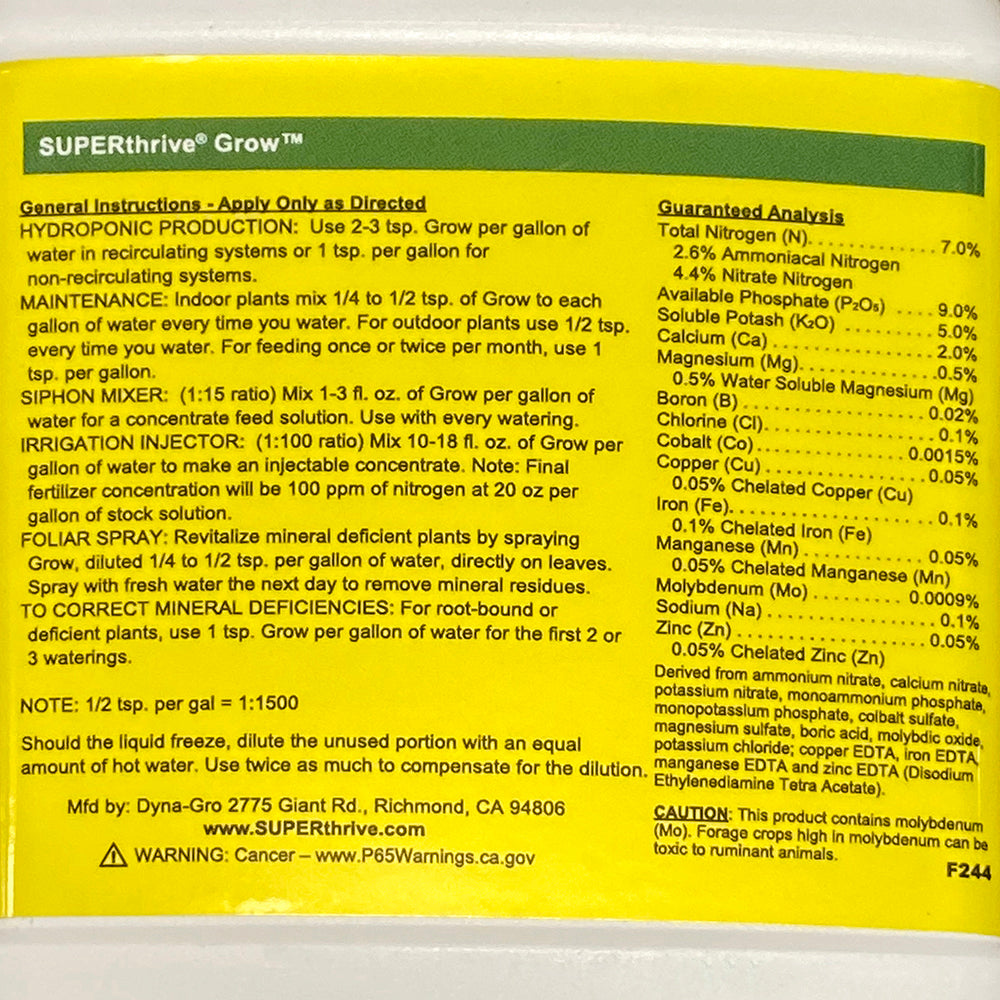 SUPERthrive® Grow™
General Instructions - Apply Only as Directed
HYDROPONIC PRODUCTION: Use 2-3 tsp. Grow per gallon of
water in recirculating systems or 1 tsp. per gallon for
non-recirculating systems.
MAINTENANCE: Indoor plants mix 1/4 to 1/2 tsp. of Grow to each
gallon of water every time you water. For outdoor plants use 1/2 tsp.
every time you water. For feeding once or twice per month, use 1
tsp. per gallon.
SIPHON MIXER: (1:15 ratio) Mix 1-3 fl. oz. of Grow per gallon of
water for a concentrate feed solution. Use with every watering.
IRRIGATION INJECTOR: (1:100 ratio) Mix 10-18 fl. oz. of Grow per
gallon of water to make an injectable concentrate. Note: Final
fertilizer concentration will be 100 ppm of nitrogen at 20 oz per
gallon of stock solution.
FOLIAR SPRAY: Revitalize mineral deficient plants by spraying
Grow, diluted 1/4 to 1/2 tsp. per gallon of water, directly on leaves.
Spray with fresh water the next day to remove mineral residues.
TO CORRECT MINERAL DEFICIENCIES: For root-bound or
deficient plants, use 1 tsp. Grow per gallon of water for the first 2 or
3 waterings.
NOTE: 1/2 tsp. per gal = 1:1500
Should the liquid freeze, dilute the unused portion with an equal
amount of hot water. Use twice as much to compensate for the dilution.
Mfd by: Dyna-Gro 2775 Giant Rd., Richmond, CA 94806
www.SUPERthrive.com
⚠ WARNING: Cancer – www.P65Warnings.ca.gov
Guaranteed Analysis
Total Nitrogen (N)................7.0%
2.6% Ammoniacal Nitrogen
4.4% Nitrate Nitrogen
Available Phosphate (P₂O₅) ....9.0%
Soluble Potash (K₂O) ..........5.0%
Calcium (Ca) ....................2.0%
Magnesium (Mg)................0.5%
0.5% Water Soluble Magnesium (Mg)
Boron (B) ......................0.02%
Chlorine (Cl)....................0.1%
Cobalt (Co) ..................0.0015%
Copper (Cu) ....................0.05%
0.05% Chelated Copper (Cu)
Iron (Fe)........................0.1%
0.1% Chelated Iron (Fe)
Manganese (Mn) ..............0.05%
0.05% Chelated Manganese (Mn)
Molybdenum (Mo) .........0.0009%
Sodium (Na) ....................0.1%
Zinc (Zn) ......................0.05%
0.05% Chelated Zinc (Zn)
Derived from ammonium nitrate, calcium nitrate,
potassium nitrate, monoammonium phosphate,
monopotassium phosphate, colbalt sulfate,
magnesium sulfate, boric acid, molybdic oxide,
potassium chloride; copper EDTA, iron EDTA,
manganese EDTA and zinc EDTA (Disodium
Ethylenediamine Tetra Acetate).
CAUTION: This product contains molybdenum
(Mo). Forage crops high in molybdenum can be
toxic to ruminant animals.
F244